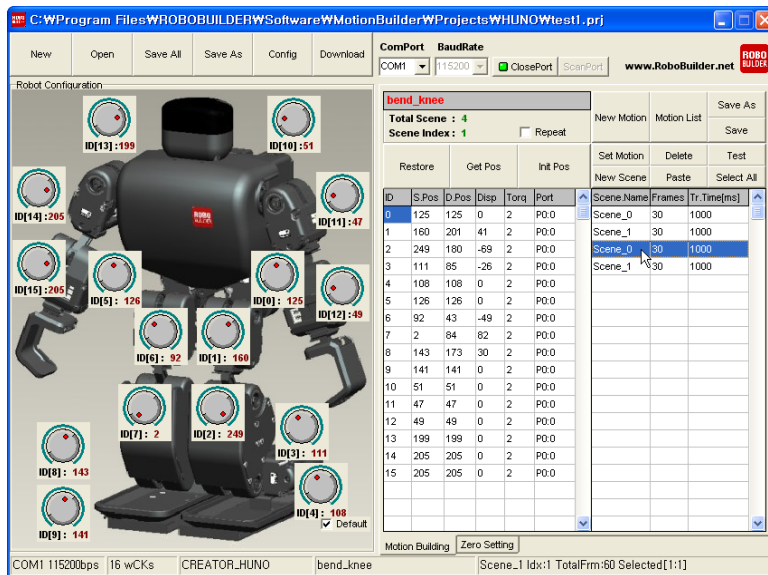 C:₩Program Files₩ROBOBUILDER₩Software₩MotionBuilder₩Projects₩HUNO₩test1.prj
New Open Save All Save As Config Download
ComPort BaudRate
COM1 115200 ClosePort ScanPort www.RoboBuilder.net ROBO BUILDER
Robot Configuration
ID[13] :199
ID[10] :51
ID[14] :205
ID[11] :47
ID[15] :205
ID[5] : 126
ID[0] : 125
ID[12] :49
ID[6] : 92
ID[1] : 160
ID[7] : 2
ID[2] : 249
ID[3] : 111
ID[8] : 143
ID[4] : 108
ID[9] : 141
Default
ROBO BUILDER
bend_knee
Total Scene : 4
Scene Index : 1 Repeat
New Motion Motion List Save As
Save
Restore Get Pos Init Pos
Set Motion Delete Test
New Scene Paste Select All
ID S.Pos D.Pos Disp Torq Port
0 125 125 0 2 P0:0
1 160 201 41 2 P0:0
2 249 180 -69 2 P0:0
3 111 85 -26 2 P0:0
4 108 108 0 2 P0:0
5 126 126 0 2 P0:0
6 92 43 -49 2 P0:0
7 2 84 82 2 P0:0
8 143 173 30 2 P0:0
9 141 141 0 2 P0:0
10 51 51 0 2 P0:0
11 47 47 0 2 P0:0
12 49 49 0 2 P0:0
13 199 199 0 2 P0:0
14 205 205 0 2 P0:0
15 205 205 0 2 P0:0
Scene.Name Frames Tr.Time[ms]
Scene_0 30 1000
Scene_1 30 1000
Scene_0 30 1000
Scene_1 30 1000
Motion Building Zero Setting
COM1 115200bps 16 wCKs CREATOR_HUNO bend_knee Scene_1 Idx:1 TotalFrm:60 Selected[1:1]